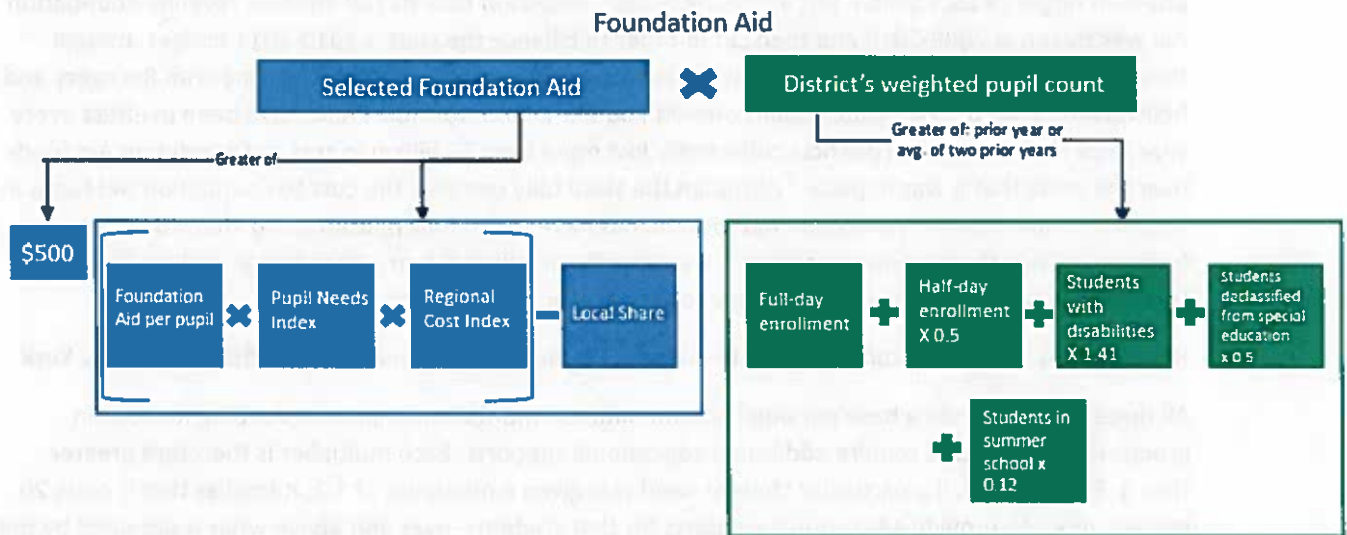 Foundation Aid
Selected Foundation Aid
✖
District's weighted pupil count
Greater of
Greater of: prior year or
avg. of two prior years
$500
Foundation
Aid per pupil
✖
Pupil Needs
Index
✖
Regional
Cost Index
−
Local Share
Full-day
enrollment
+
Half-day
enrollment
X 0.5
+
Students
with
disabilities
X 1.41
+
Students
declassified
from special
education
x 0.5
+
Students in
summer
school x
0.12